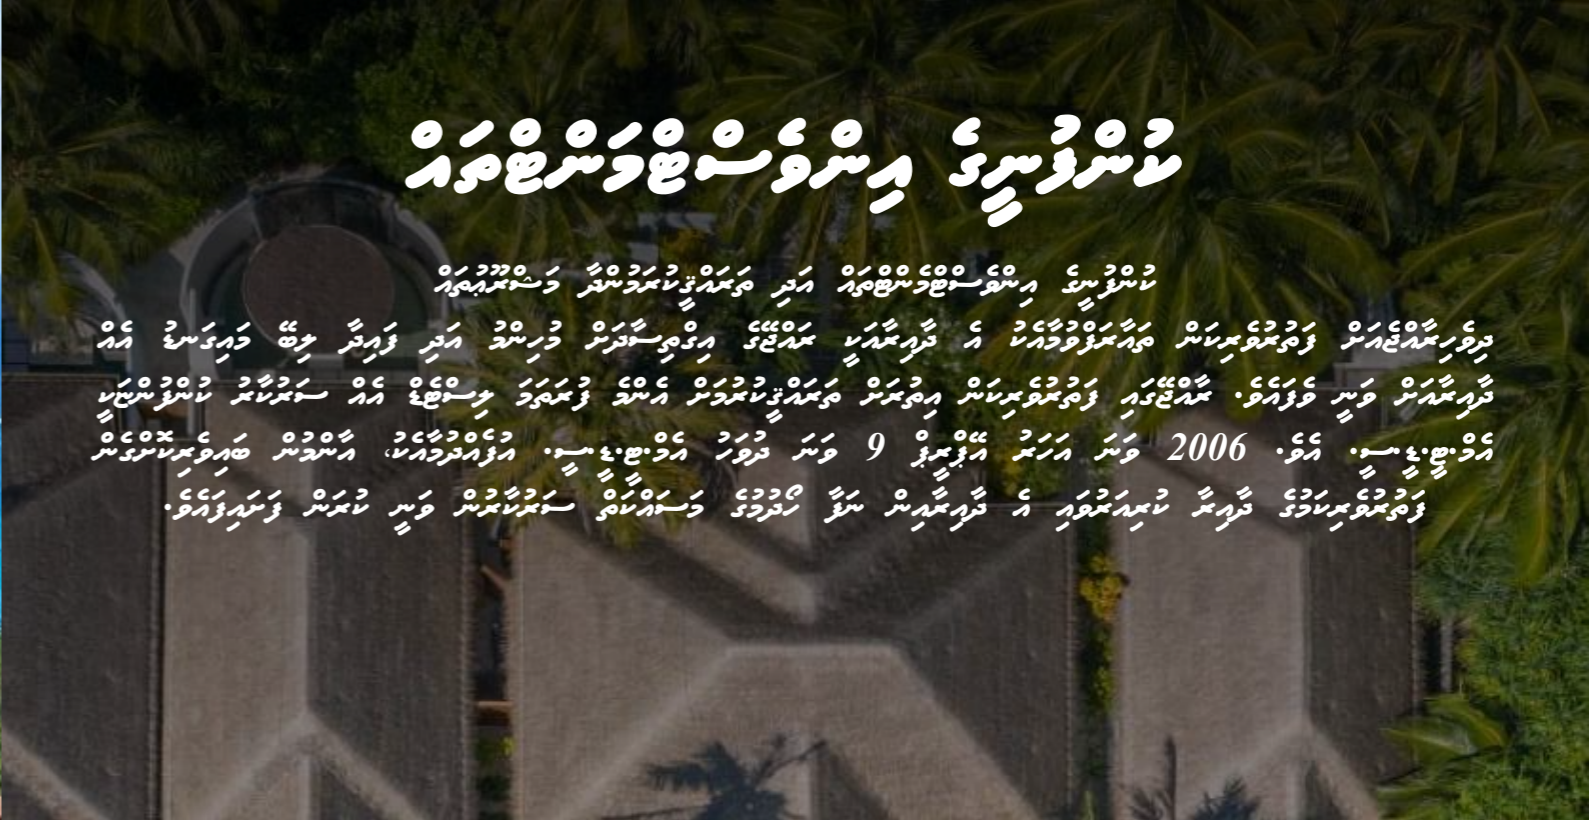 ކުންފުނީގެ އިންވެސްޓްމަންޓްތައް
ކުންފުނީގެ އިންވެސްޓްމެންޓްތައް އަދި ތަރައްޤީކުރަމުންދާ މަޝްރޫޢުތައް
ދިވެހިރާއްޖެއަށް ފަތުރުވެރިކަން ތައާރަފްވުމާއެކު އެ ދާއިރާއަކީ ރައްޖޭގެ އިގްތިސާދަށް މުހިންމު އަދި ފައިދާ ލިބޭ މައިގަނޑު އެއް
ދާއިރާއަށް ވަނީ ވެފައެވެ. ރާއްޖޭގައި ފަތުރުވެރިކަން އިތުރަށް ތަރައްޤީކުރުމަށް އެންމެ ފުރަތަމަ ލިސްޓެޑް އެއް ސަރުކާރު ކުންފުންޏަކީ
އެމް.ޓީ.ޑީ.ސީ. އެވެ. 2006 ވަނަ އަހަރު އޭޕްރީޕް 9 ވަނަ ދުވަހު އެމް.ޓީ.ޑީ.ސީ. އުފެއްދުމާއެކު، އާންމުން ބައިވެރިކޮށްގެން
ފަތުރުވެރިކަމުގެ ދާއިރާ ކުރިއަރުވައި އެ ދާއިރާއިން ނަފާ ހޯދުމުގެ މަސައްކަތް ސަރުކާރުން ވަނީ ކުރަން ފަށައިފައެވެ.